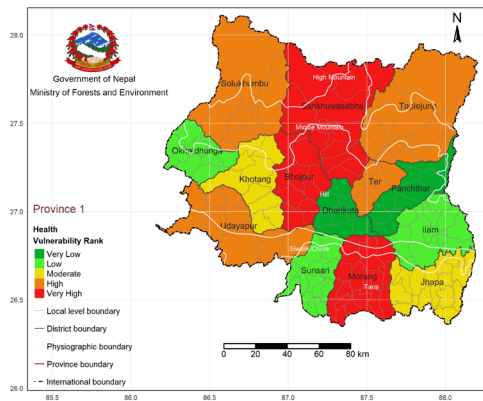 28.0
27.5
27.0
26.5
26.0
N
Government of Nepal
Ministry of Forests and Environment
High Mountain
Solukhumbu
Sankhuwasabha
Taplejung
Middle Mountain
Okhaldhunga
Khotang
Bhojpur
Ter
Panchthar
Hill
Dhankuta
Udayapur
Ilam
Siwalik/Chure
Sunsari
Morang
Tarai
Jhapa
Province 1
Health
Vulnerability Rank
Very Low
Low
Moderate
High
Very High
Local level boundary
District boundary
Physiographic boundary
Province boundary
International boundary
0 20 40 60 80 km
85.5 86.0 86.5 87.0 87.5 88.0